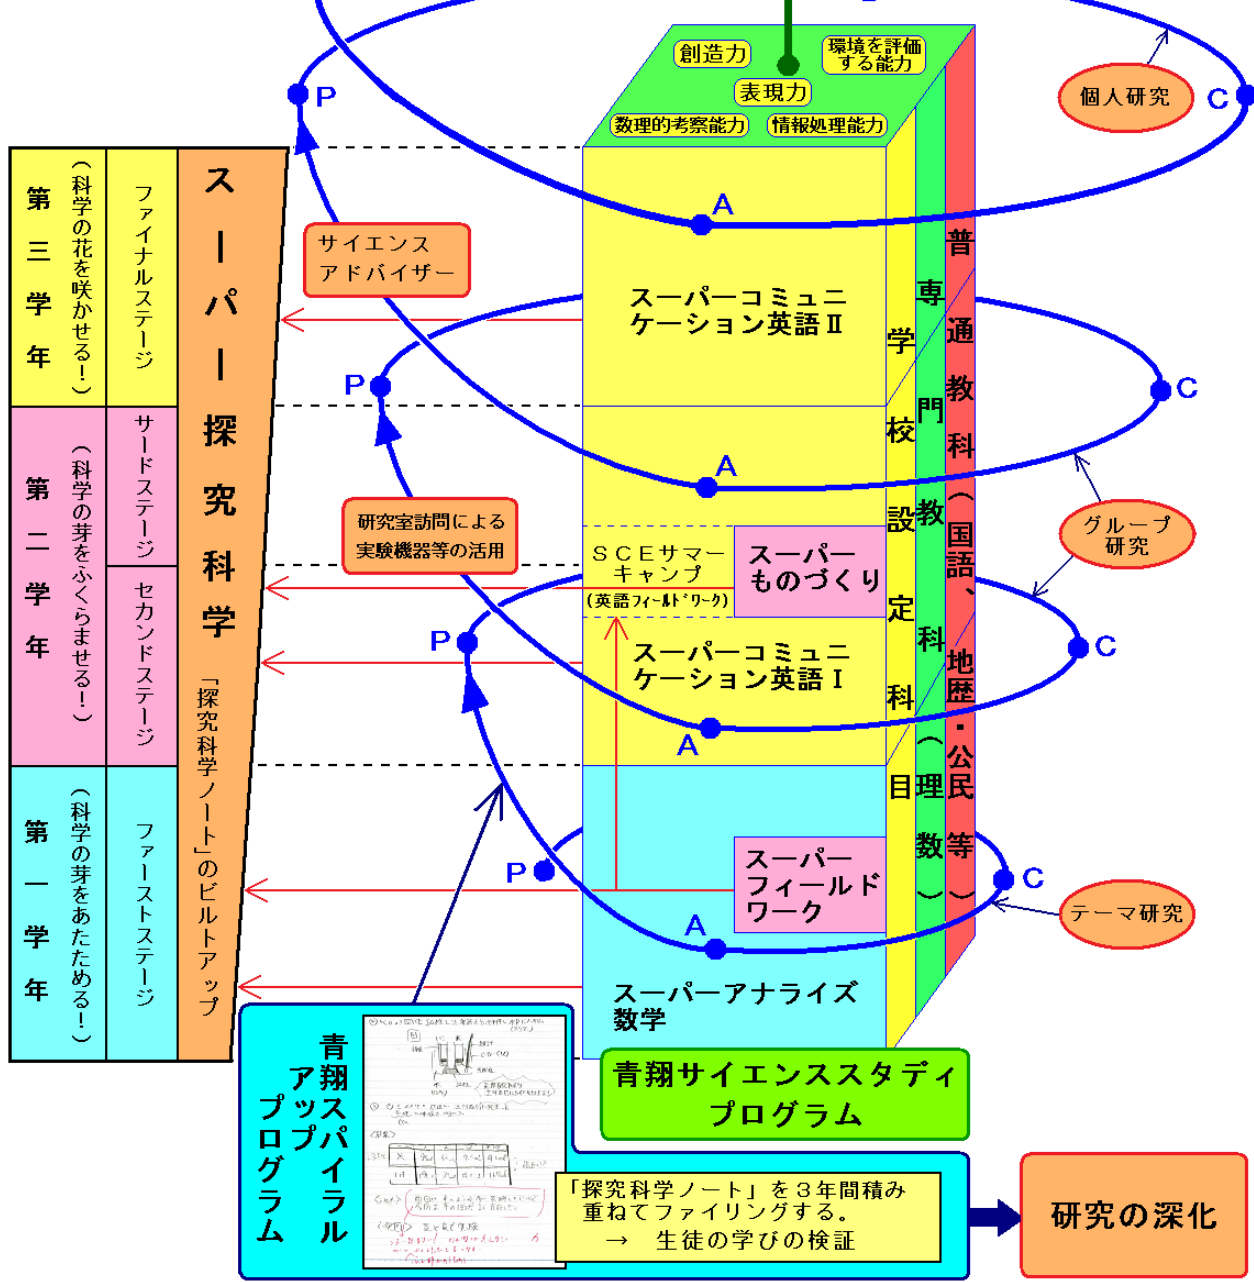 創造力
環境を評価
する能力
表現力
数理的考察能力
情報処理能力
P
C
A
個人研究
第三学年
（科学の花を咲かせる！）
ファイナルステージ
スーパー探究科学
「探究科学ノート」のビルトアップ
サイエンス
アドバイザー
スーパーコミュニ
ケーション英語Ⅱ
学校設定科目
専門教科（理数）
普通教科（国語、地歴・公民等）
P
C
A
第二学年
（科学の芽をふくらませる！）
サードステージ
セカンドステージ
研究室訪問による
実験機器等の活用
ＳＣＥサマー
キャンプ
(英語フィールドワーク)
スーパー
ものづくり
グループ
研究
P
C
A
スーパーコミュニ
ケーション英語Ⅰ
第一学年
（科学の芽をあたためる！）
ファーストステージ
P
C
A
スーパー
フィールド
ワーク
テーマ研究
スーパーアナライズ
数学
青翔スパイラル
アップ
プログラム
青翔サイエンススタディ
プログラム
「探究科学ノート」を３年間積み
重ねてファイリングする。
→　生徒の学びの検証
研究の深化